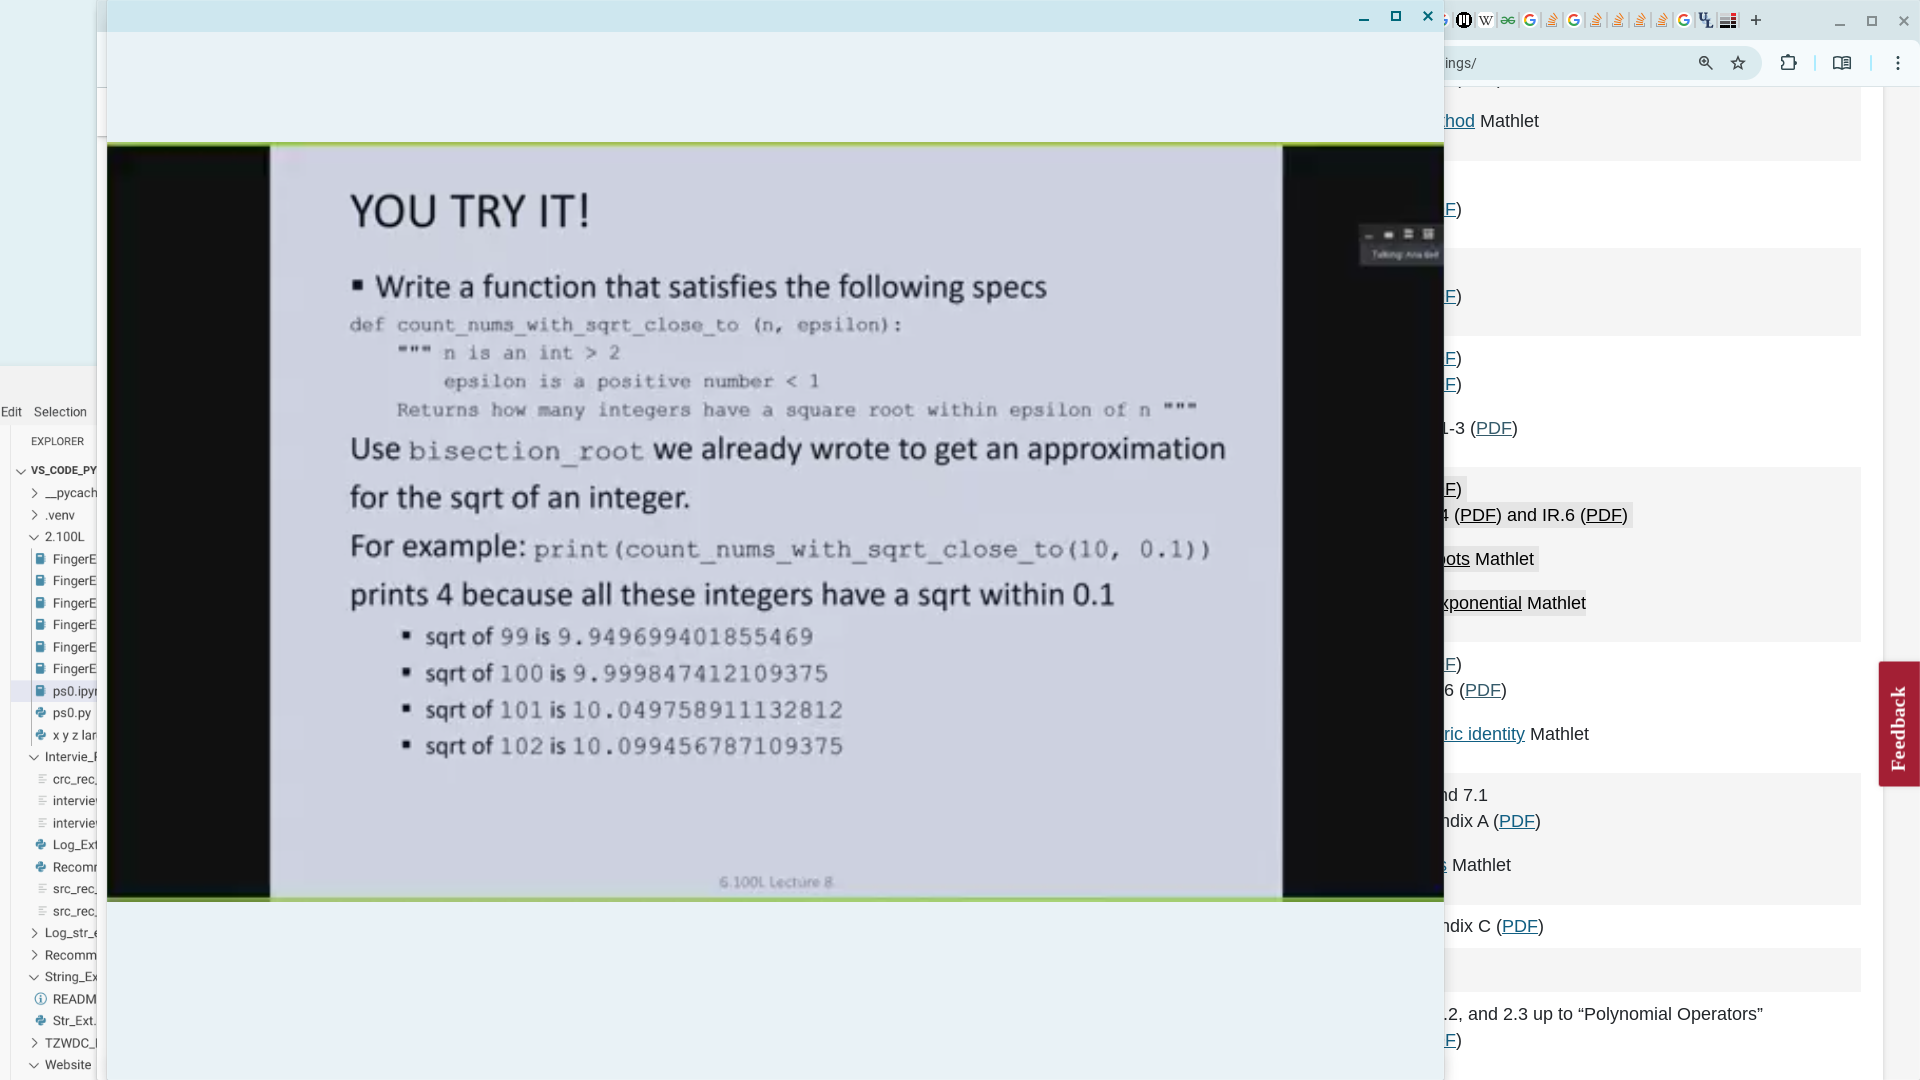 ings/
Edit Selection
EXPLORER
VS_CODE_PY
__pycach
.venv
2.100L
FingerE
FingerE
FingerE
FingerE
FingerE
FingerE
ps0.ipyn
ps0.py
x y z lar
Intervie_F
crc_rec_
interview
interview
Log_Ext
Recomm
src_rec_
src_rec_
Log_str_e
Recomm
String_Ex
README
Str_Ext.
TZWDC_
Website
YOU TRY IT!
▪ Write a function that satisfies the following specs
def count_nums_with_sqrt_close_to (n, epsilon):
""" n is an int > 2
epsilon is a positive number < 1
Returns how many integers have a square root within epsilon of n """
Use bisection_root we already wrote to get an approximation
for the sqrt of an integer.
For example: print(count_nums_with_sqrt_close_to(10, 0.1))
prints 4 because all these integers have a sqrt within 0.1
▪ sqrt of 99 is 9.949699401855469
▪ sqrt of 100 is 9.999847412109375
▪ sqrt of 101 is 10.049758911132812
▪ sqrt of 102 is 10.099456787109375
6.100L Lecture 8
Talking: Ana Bell
thod Mathlet
F)
F)
F)
F)
1-3 (PDF)
F)
4 (PDF) and IR.6 (PDF)
oots Mathlet
xponential Mathlet
F)
6 (PDF)
ric identity Mathlet
nd 7.1
ndix A (PDF)
s Mathlet
ndix C (PDF)
.2, and 2.3 up to “Polynomial Operators”
F)
Feedback